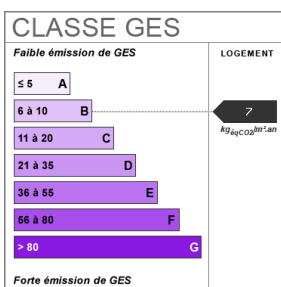 CLASSE GES
Faible émission de GES
LOGEMENT
≤ 5 A
6 à 10 B
7
kgéqCO2/m².an
11 à 20 C
21 à 35 D
36 à 55 E
56 à 80 F
> 80 G
Forte émission de GES